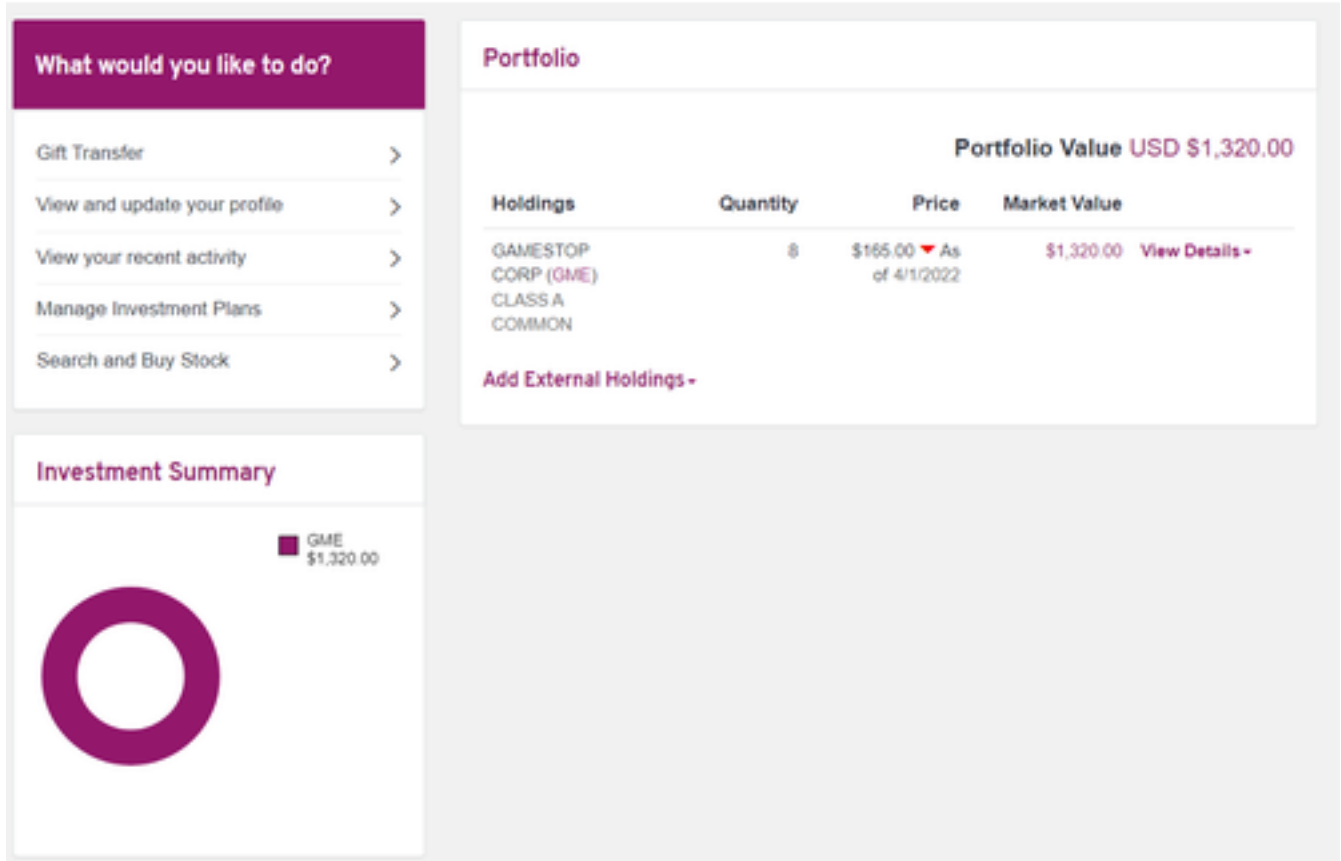 What would you like to do?
Gift Transfer
View and update your profile
View your recent activity
Manage Investment Plans
Search and Buy Stock
Portfolio
Portfolio Value USD $1,320.00
Holdings Quantity Price Market Value
GAMESTOP 8 $165.00 As $1,320.00 View Details
CORP (GME) of 4/1/2022
CLASS A
COMMON
Add External Holdings
Investment Summary
GME
$1,320.00